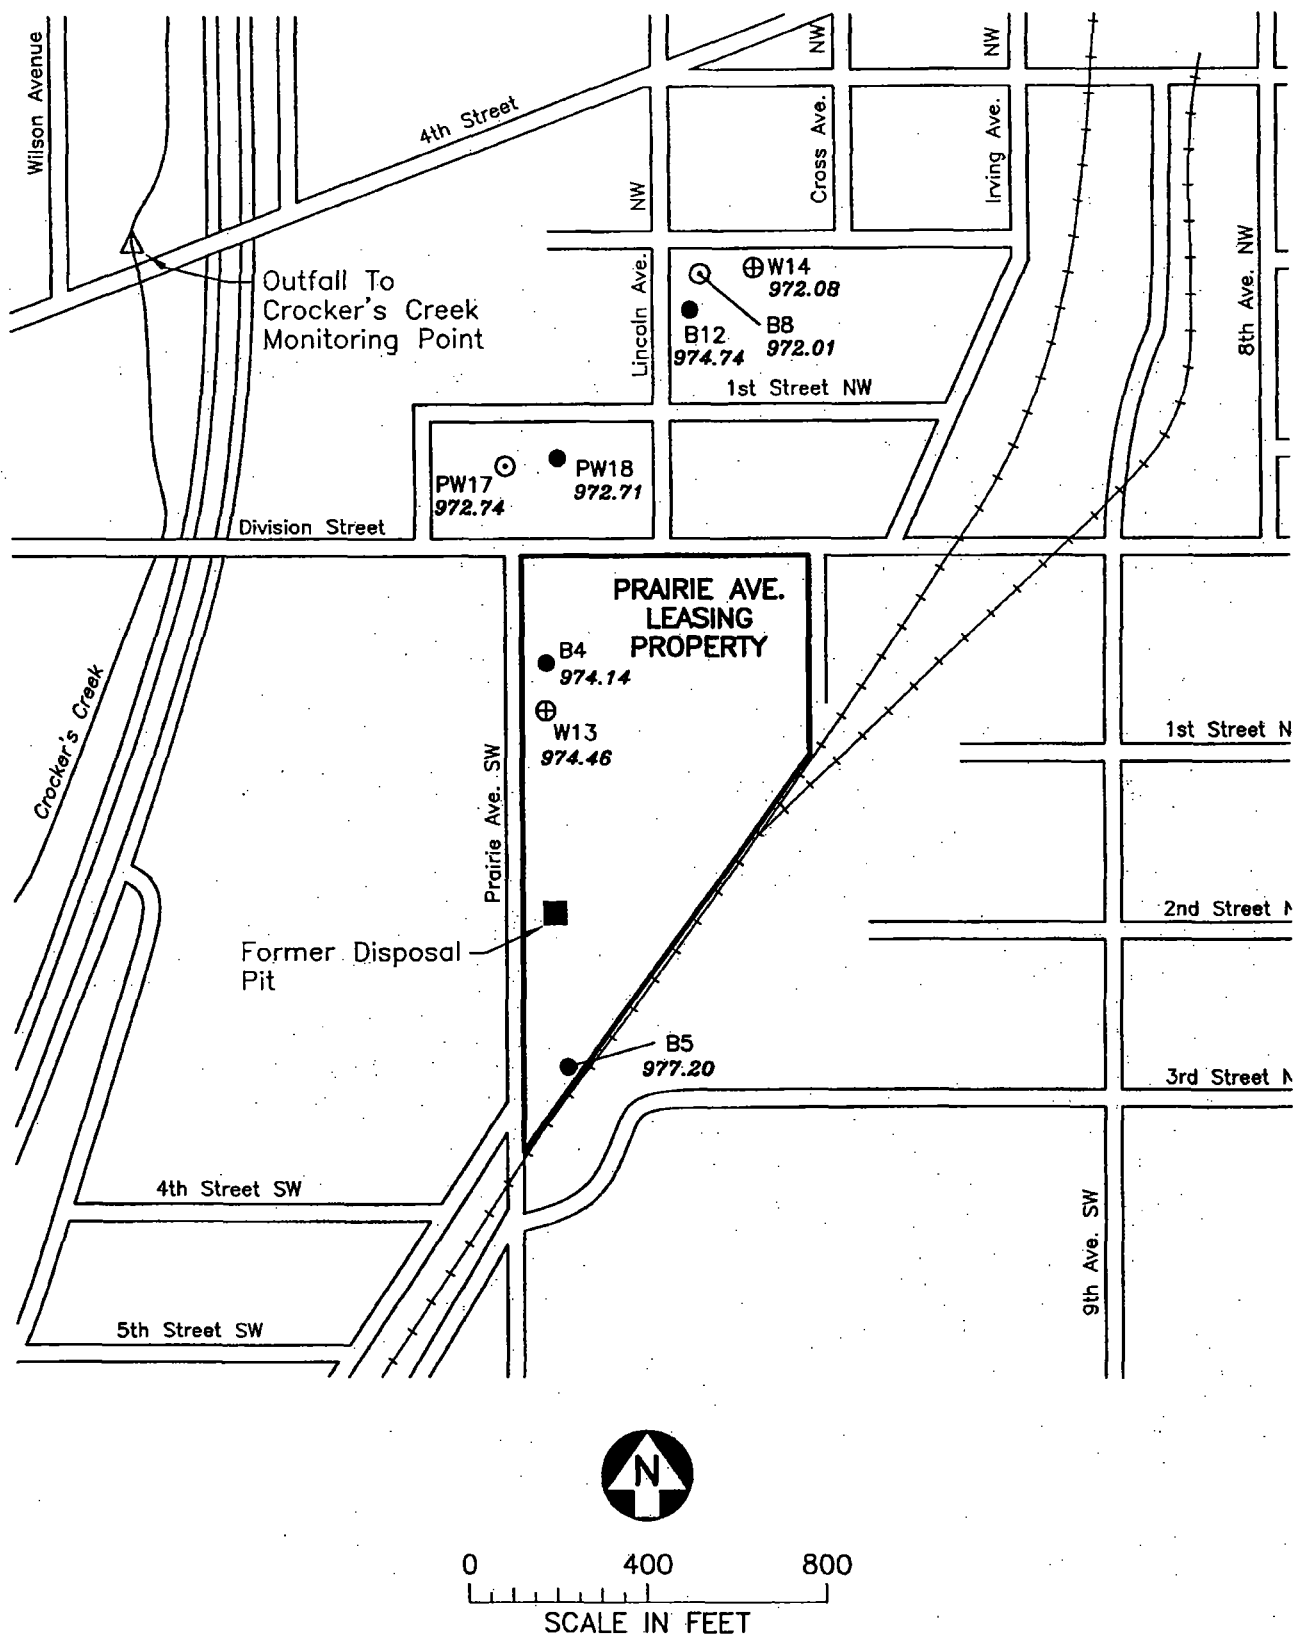 Wilson Avenue
4th Street
NW
Cross Ave.
NW
Irving Ave.
NW
Lincoln Ave.
8th Ave. NW
Outfall To
Crocker's Creek
Monitoring Point
W14
972.08
B8
972.01
B12
974.74
1st Street NW
PW17
972.74
PW18
972.71
Division Street
PRAIRIE AVE.
LEASING
PROPERTY
B4
974.14
W13
974.46
Crocker's Creek
Prairie Ave. SW
1st Street N
2nd Street
Former Disposal
Pit
B5
977.20
3rd Street N
4th Street SW
9th Ave. SW
5th Street SW
N
0 400 800
SCALE IN FEET